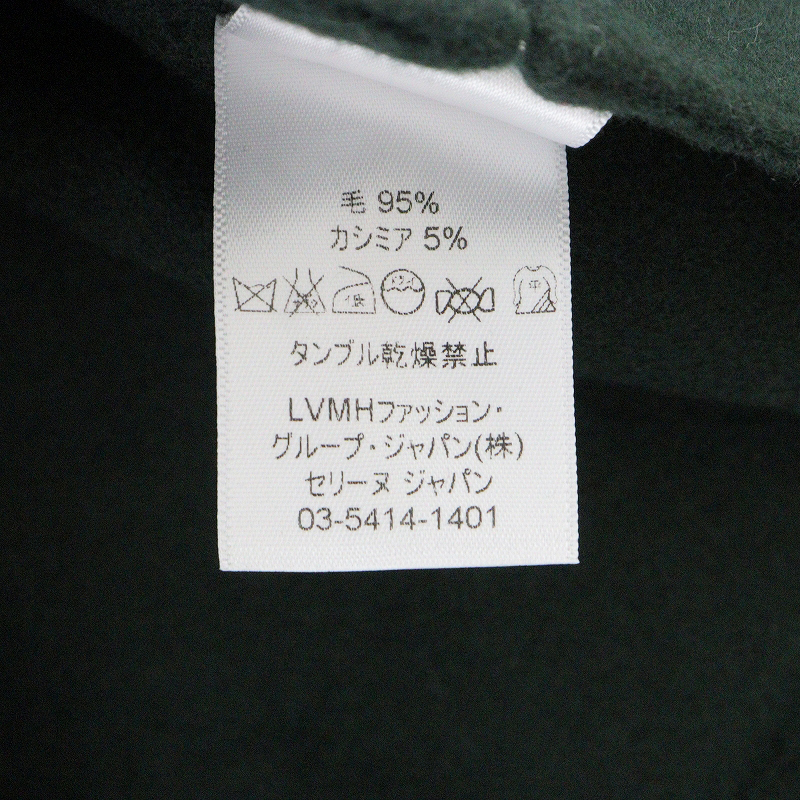 毛 95%
カシミア 5%
低 平
タンブル乾燥禁止
LVMHファッション・
グループ・ジャパン(株)
セリーヌ ジャパン
03-5414-1401